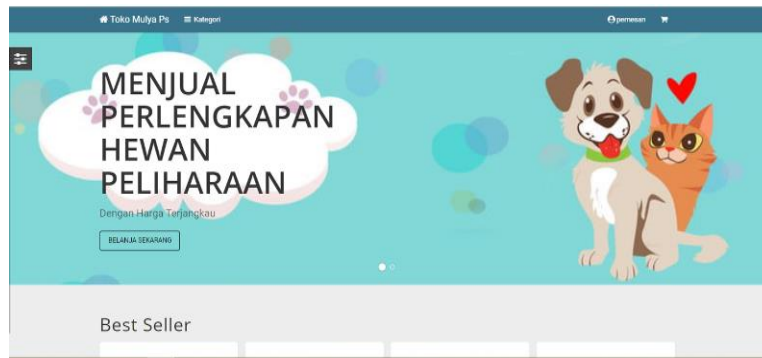 Toko Mulya Ps Kategori pemesan
MENJUAL
PERLENGKAPAN
HEWAN
PELIHARAAN
Dengan Harga Terjangkau
BELANJA SEKARANG
Best Seller